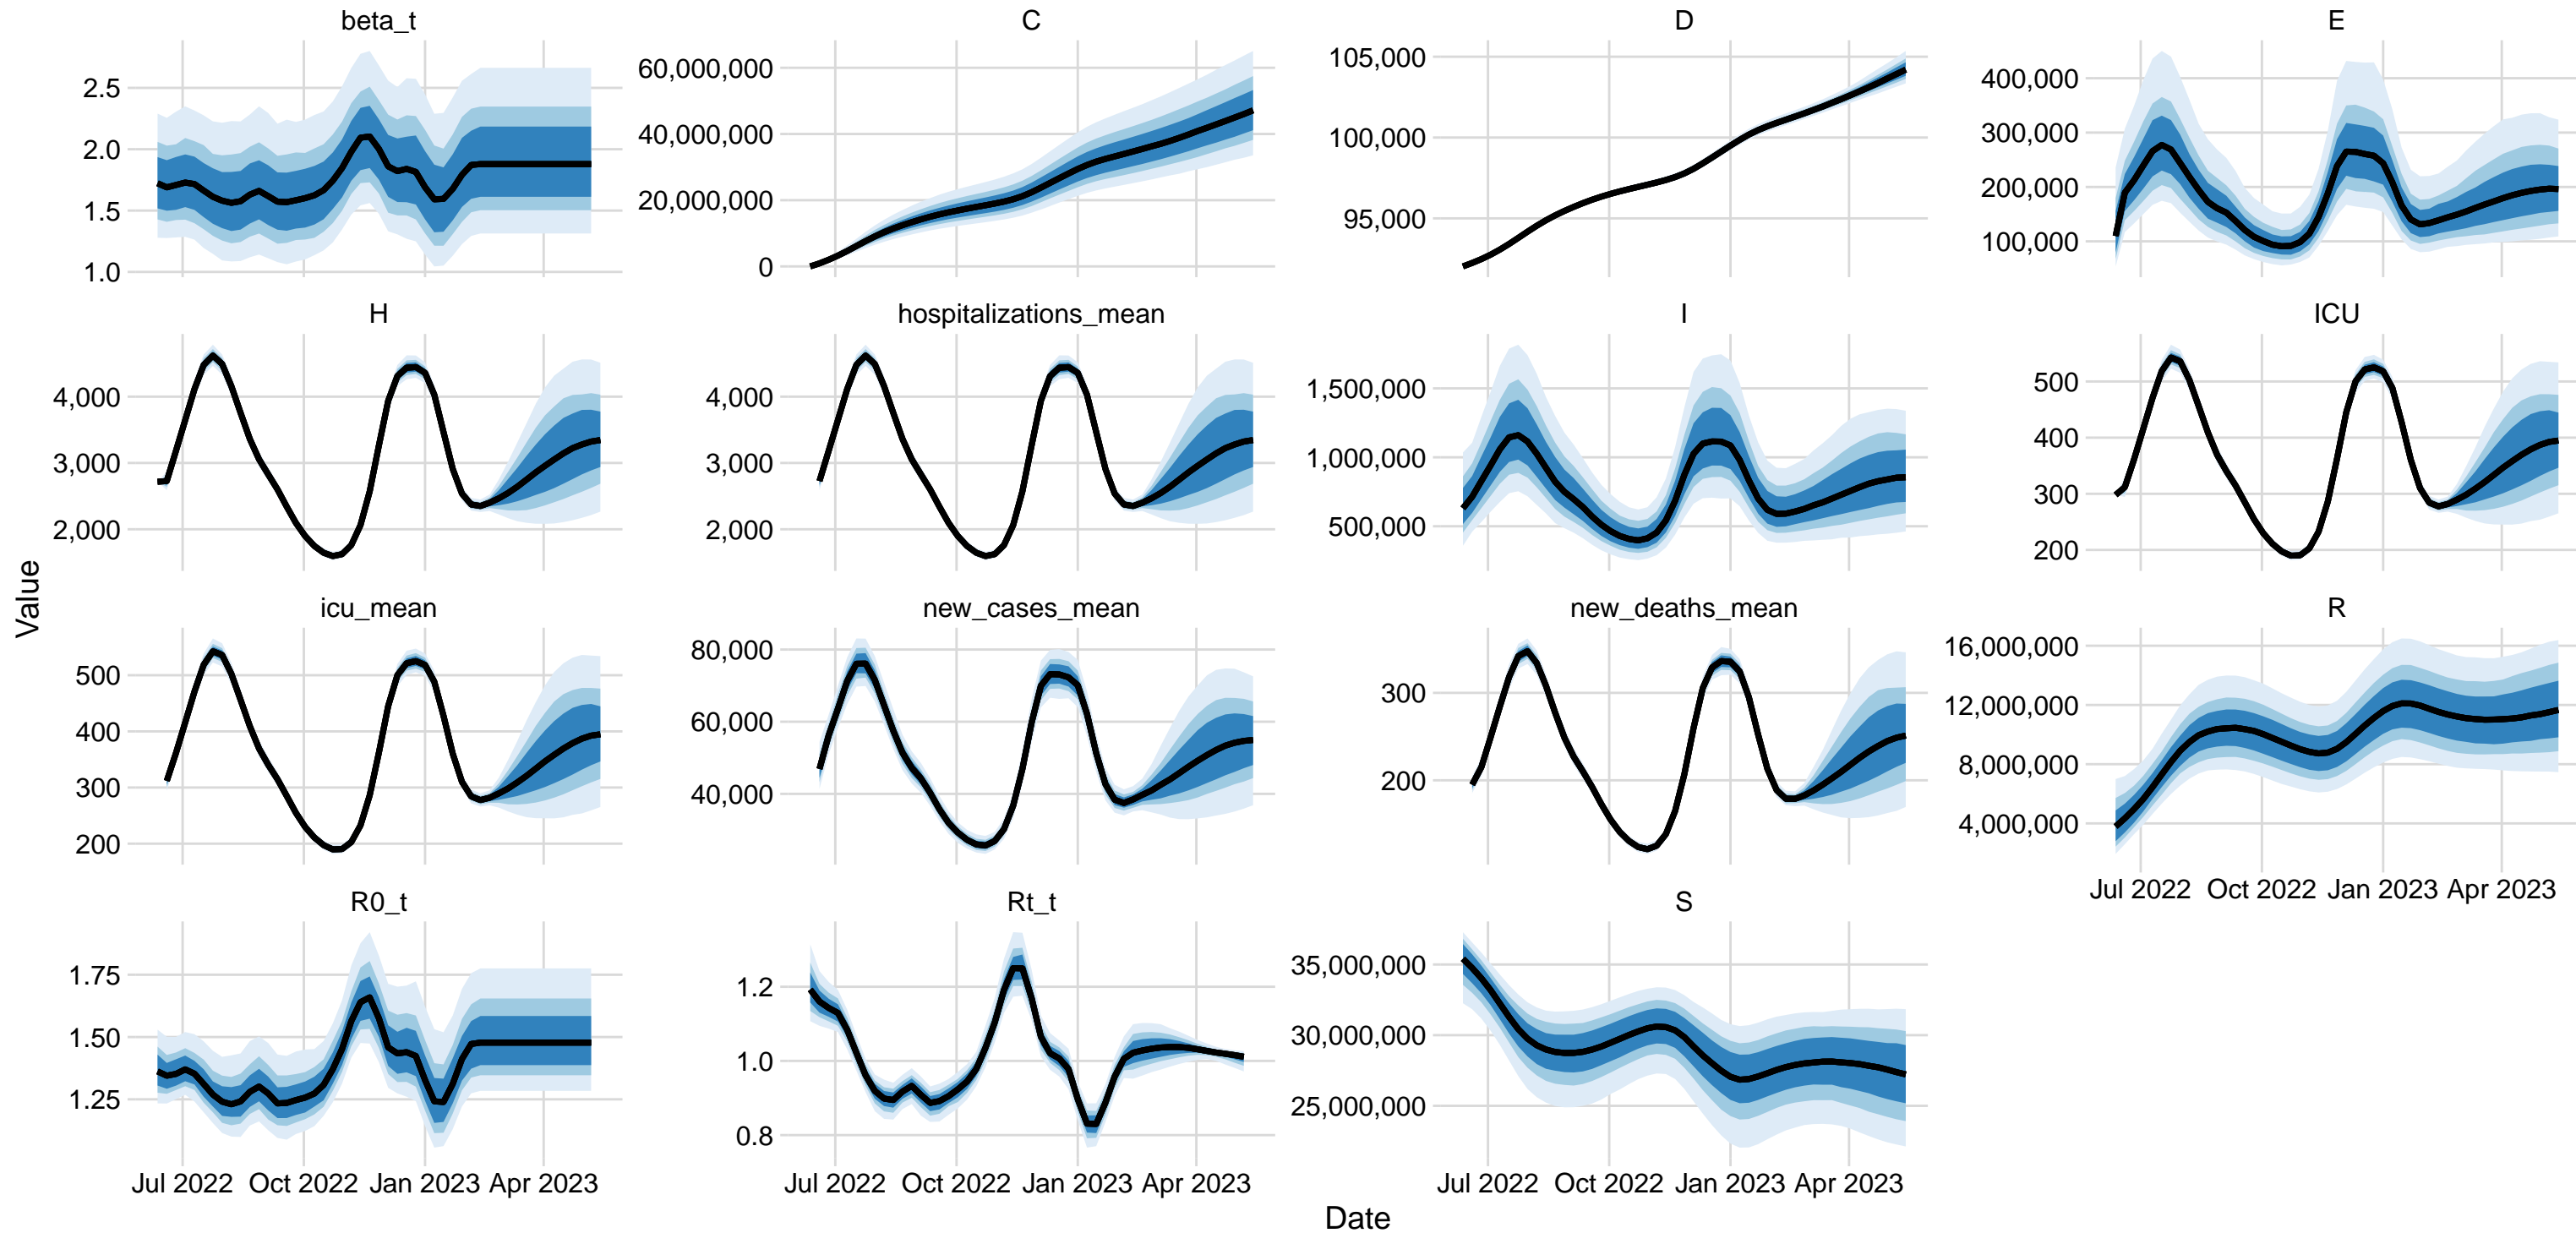 beta_t
C
D
E
2.5
2.0
1.5
1.0
60,000,000
40,000,000
20,000,000
0
105,000
100,000
95,000
400,000
300,000
200,000
100,000
H
hospitalizations_mean
I
ICU
4,000
3,000
2,000
4,000
3,000
2,000
1,500,000
1,000,000
500,000
500
400
300
200
Value
icu_mean
new_cases_mean
new_deaths_mean
R
500
400
300
200
80,000
60,000
40,000
300
200
16,000,000
12,000,000
8,000,000
4,000,000
Jul 2022 Oct 2022 Jan 2023 Apr 2023
R0_t
Rt_t
S
1.75
1.50
1.25
1.2
1.0
0.8
35,000,000
30,000,000
25,000,000
Jul 2022 Oct 2022 Jan 2023 Apr 2023
Jul 2022 Oct 2022 Jan 2023 Apr 2023
Jul 2022 Oct 2022 Jan 2023 Apr 2023
Date